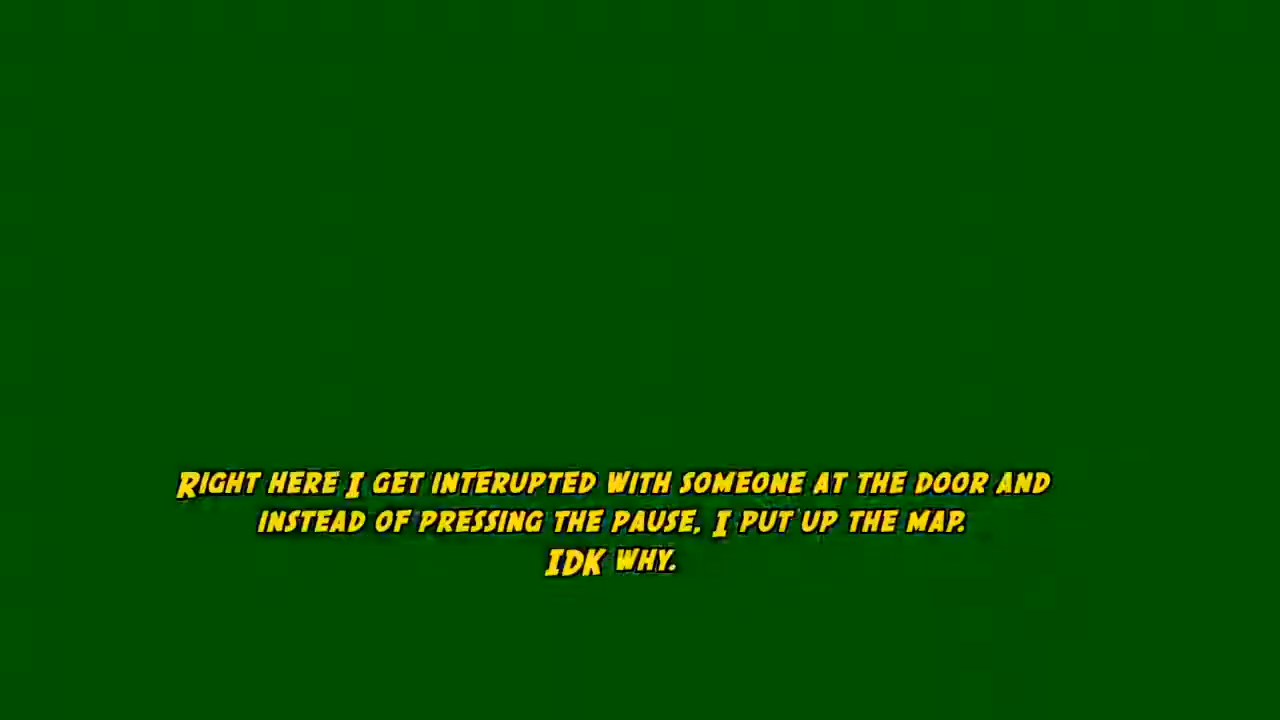 Right here I get interupted with someone at the door and
instead of pressing the pause, I put up the map.
IDK why.